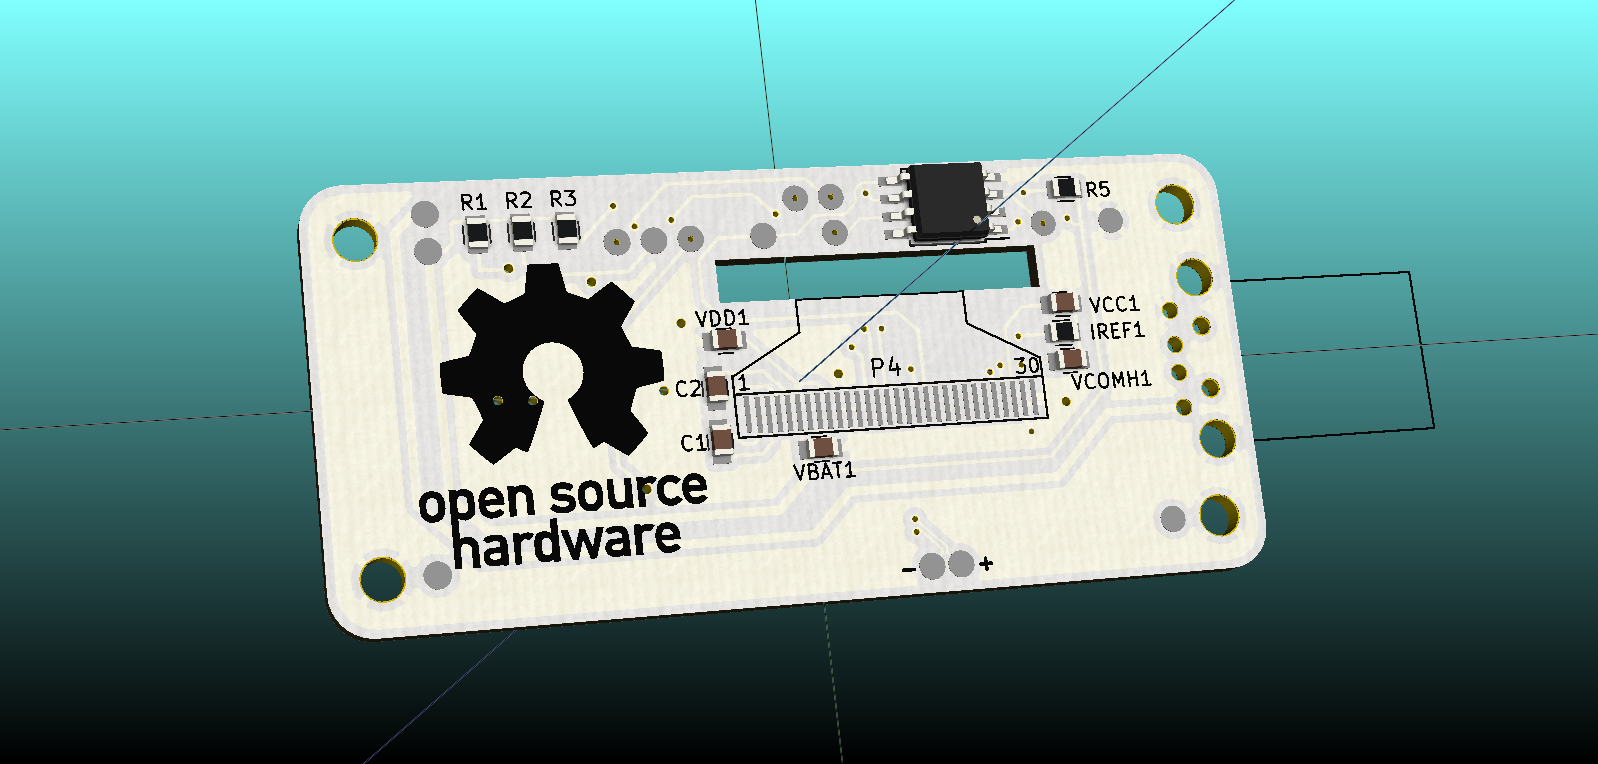 R1 R2 R3
R5
VDD1
VCC1
IREF1
P4
30
1
C2
VCOMH1
C1
VBAT1
open source
hardware
- +